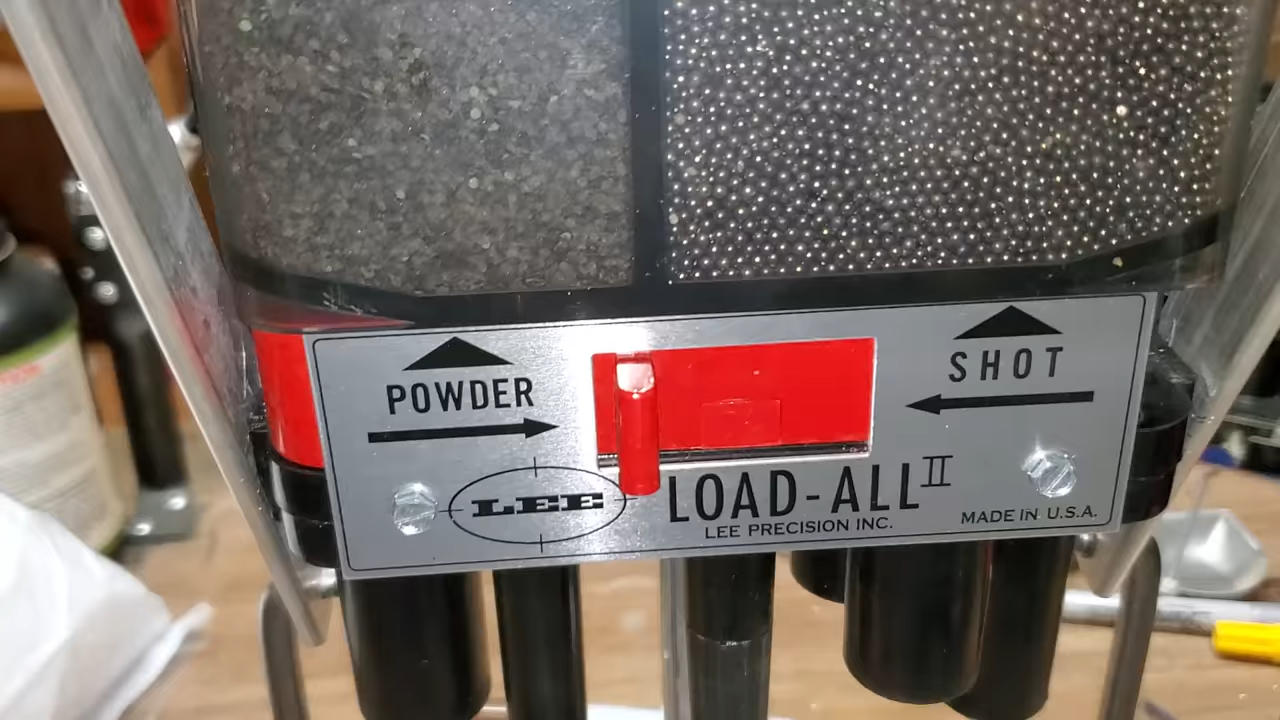 POWDER
SHOT
LEE
LOAD-ALL II
LEE PRECISION INC.
MADE IN U.S.A.